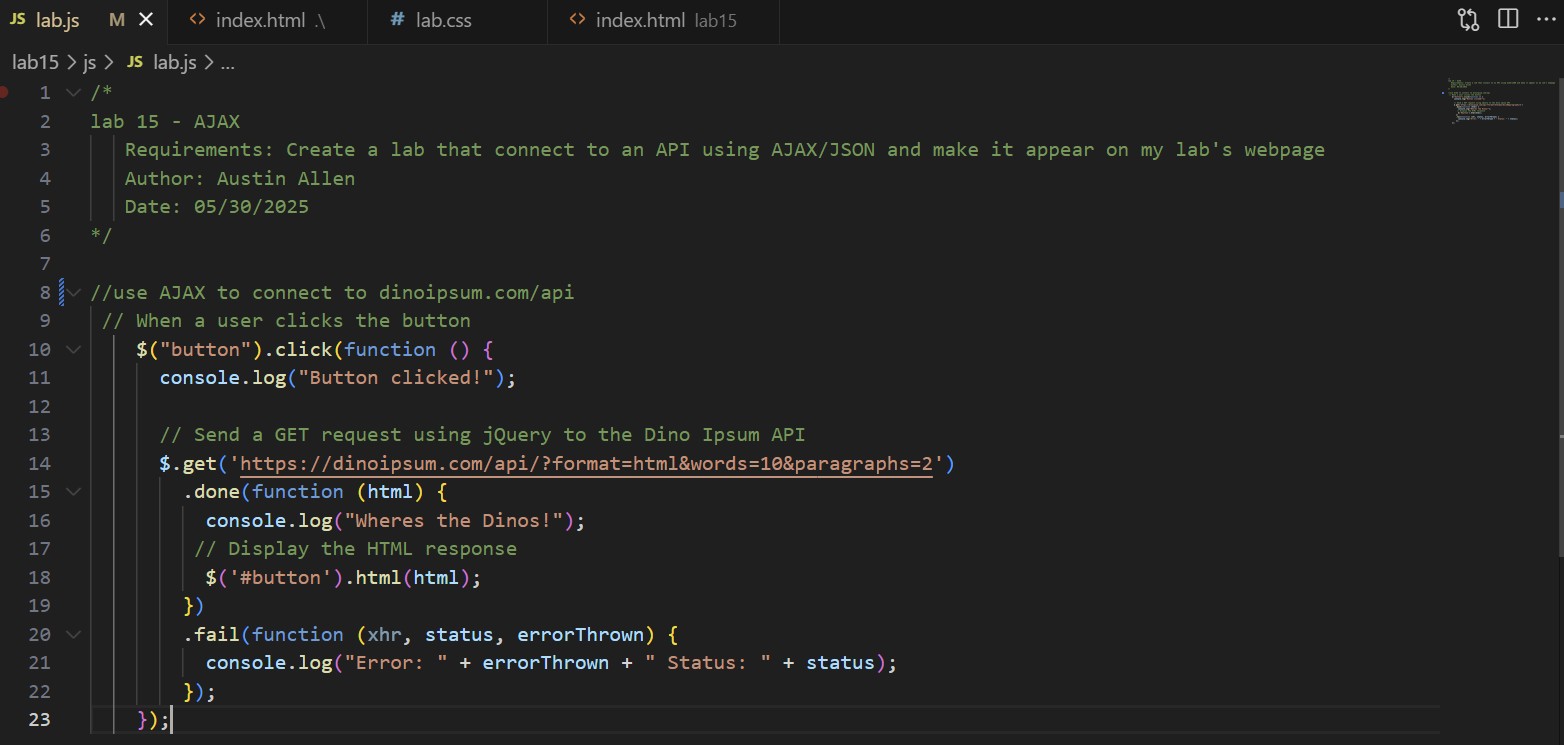 JS lab.js M
index.html .\
# lab.css
index.html lab15
lab15 > js > JS lab.js > ...
1 /*
2 lab 15 - AJAX
3 Requirements: Create a lab that connect to an API using AJAX/JSON and make it appear on my lab's webpage
4 Author: Austin Allen
5 Date: 05/30/2025
6 */
7
8 //use AJAX to connect to dinoipsum.com/api
9 // When a user clicks the button
10 $("button").click(function () {
11 console.log("Button clicked!");
12
13 // Send a GET request using jQuery to the Dino Ipsum API
14 $.get('https://dinoipsum.com/api/?format=html&words=10&paragraphs=2')
15 .done(function (html) {
16 console.log("Wheres the Dinos!");
17 // Display the HTML response
18 $('#button').html(html);
19 })
20 .fail(function (xhr, status, errorThrown) {
21 console.log("Error: " + errorThrown + " Status: " + status);
22 });
23 });